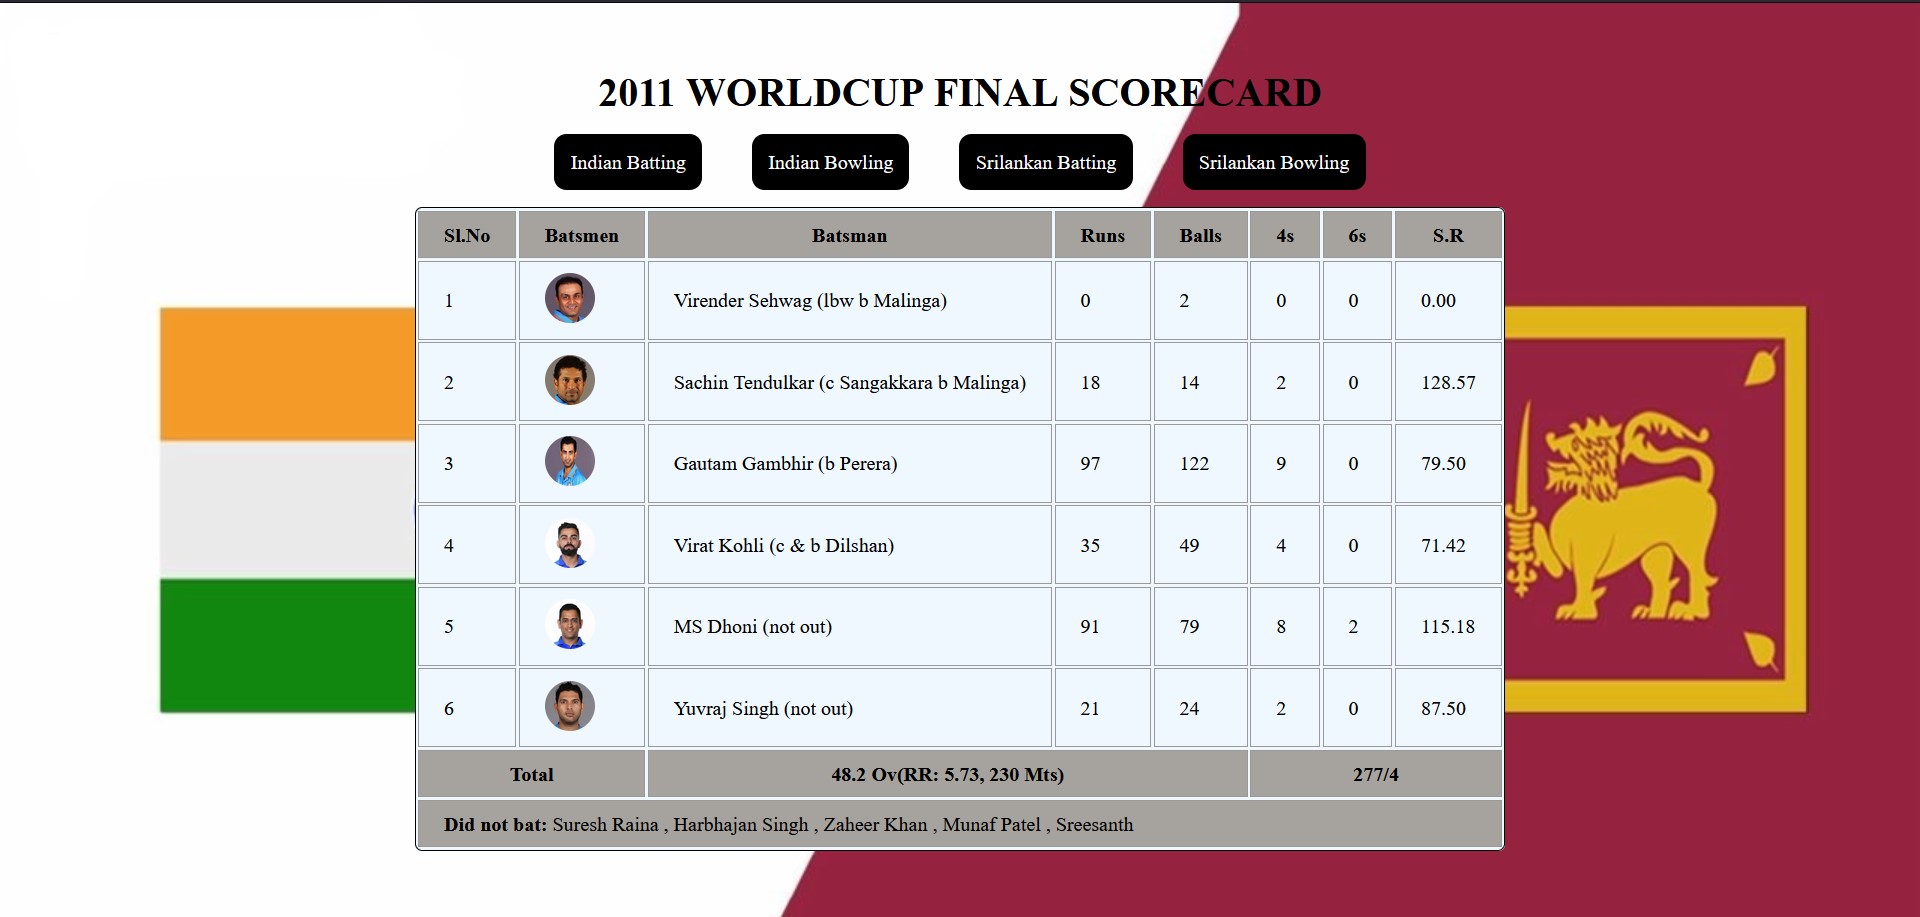 2011 WORLDCUP FINAL SCORECARD
Indian Batting Indian Bowling Srilankan Batting Srilankan Bowling
Sl.No Batsmen Batsman Runs Balls 4s 6s S.R
1 Virender Sehwag (lbw b Malinga) 0 2 0 0 0.00
2 Sachin Tendulkar (c Sangakkara b Malinga) 18 14 2 0 128.57
3 Gautam Gambhir (b Perera) 97 122 9 0 79.50
4 Virat Kohli (c & b Dilshan) 35 49 4 0 71.42
5 MS Dhoni (not out) 91 79 8 2 115.18
6 Yuvraj Singh (not out) 21 24 2 0 87.50
Total 48.2 Ov(RR: 5.73, 230 Mts) 277/4
Did not bat: Suresh Raina , Harbhajan Singh , Zaheer Khan , Munaf Patel , Sreesanth